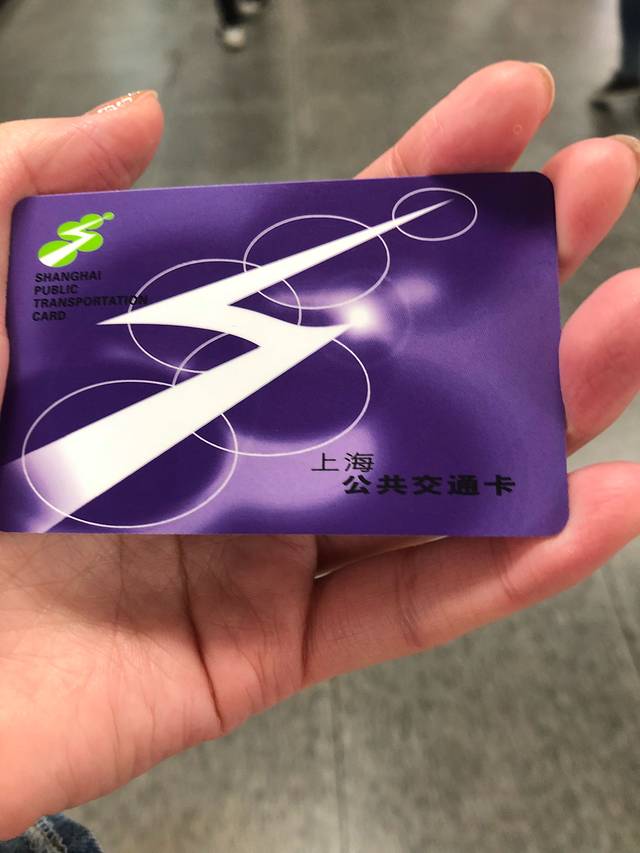 SHANGHAI
PUBLIC
TRANSPORTATION
CARD
上海
公共交通卡